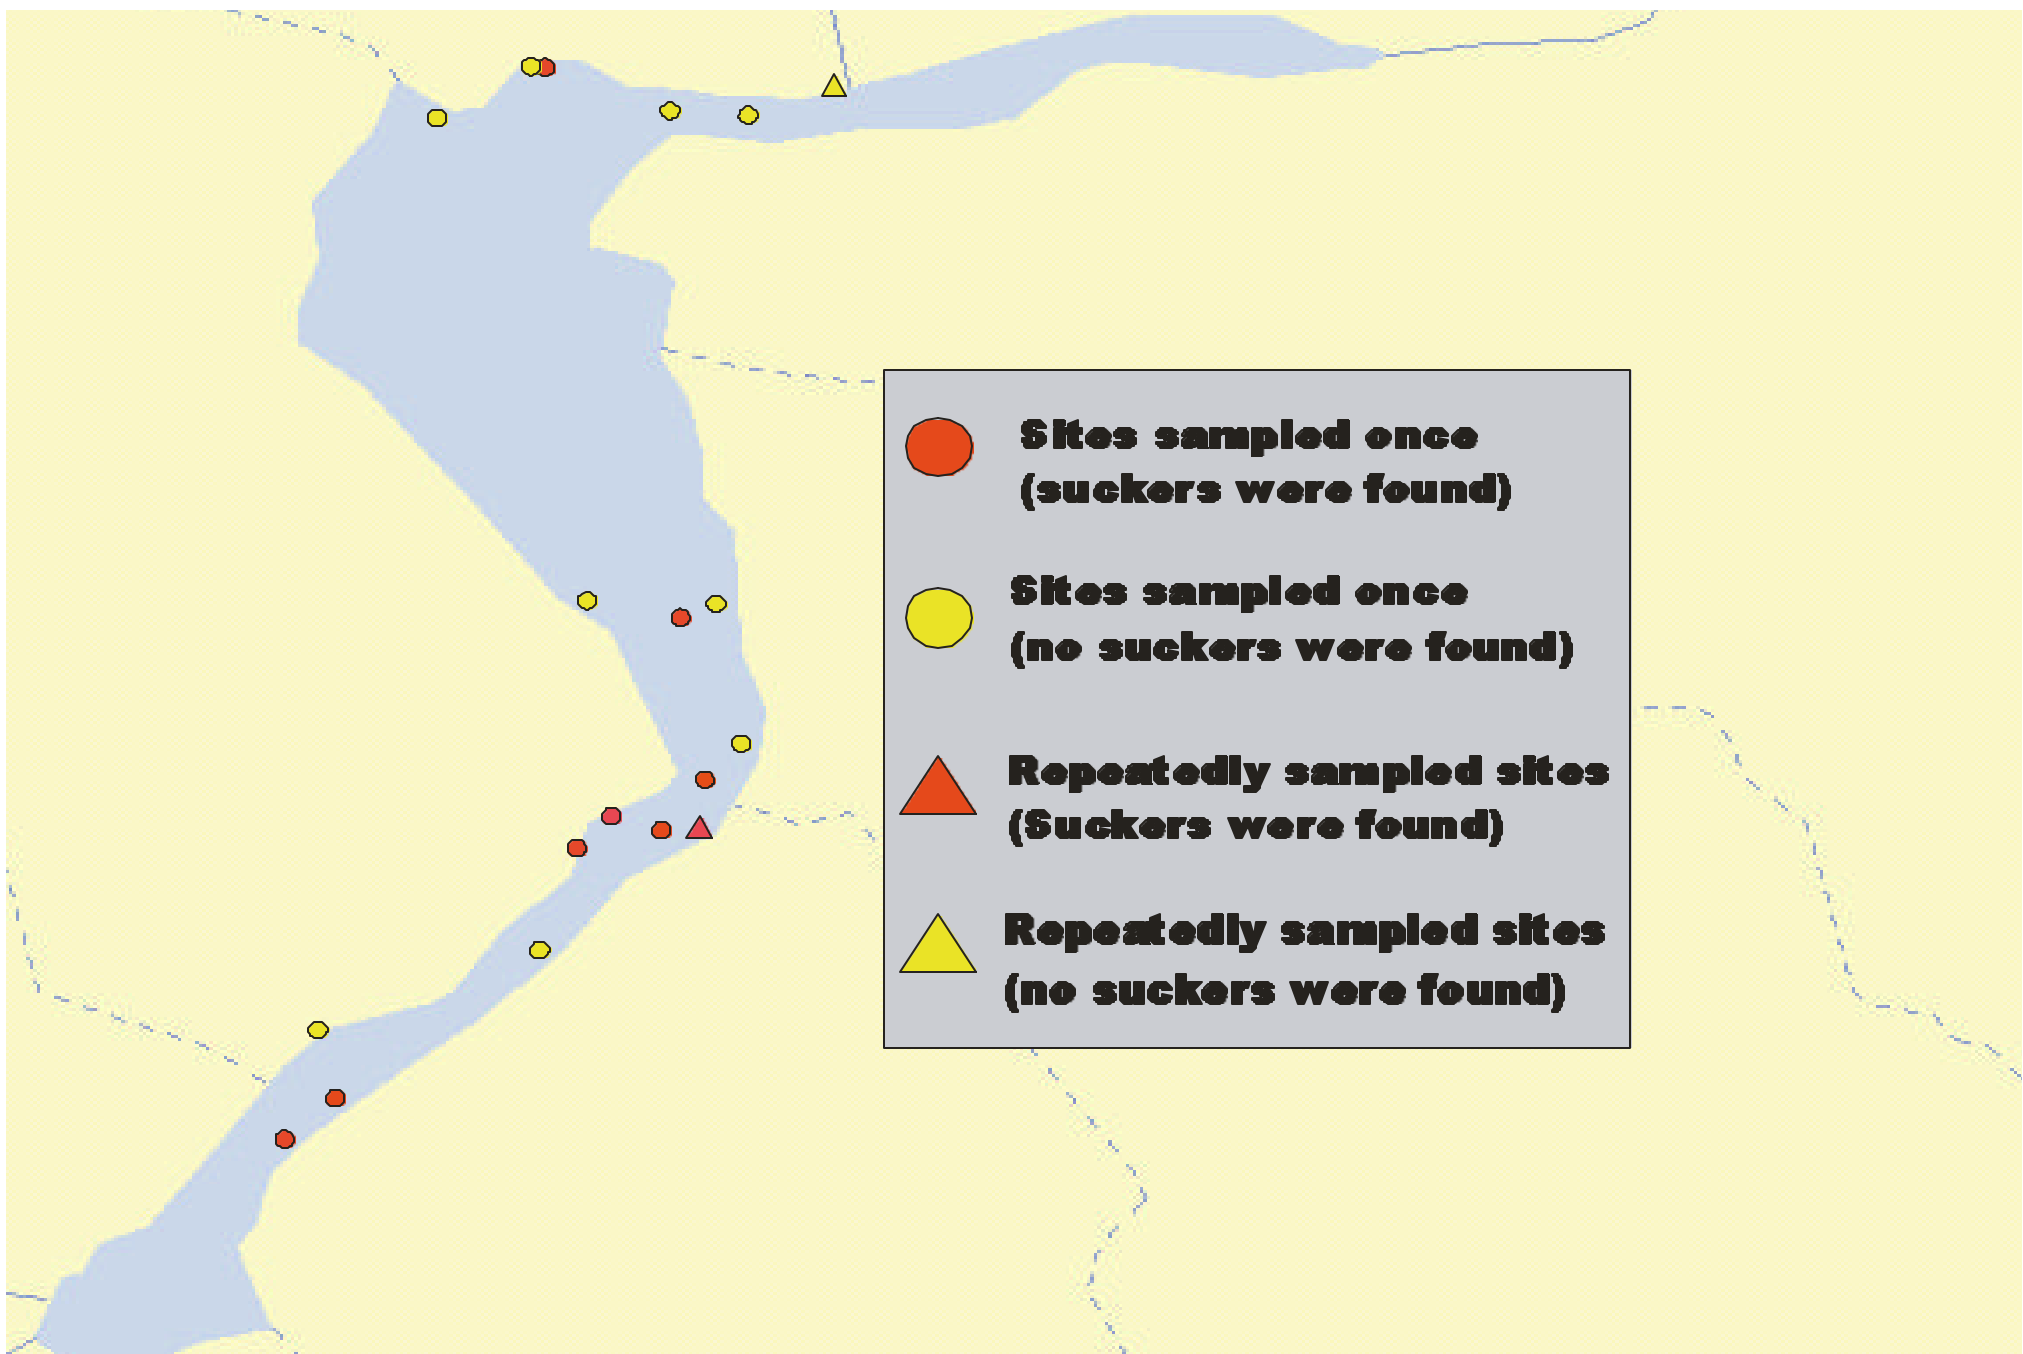 Sites sampled once
(suckers were found)
Sites sampled once
(no suckers were found)
Repeatedly sampled sites
(Suckers were found)
Repeatedly sampled sites
(no suckers were found)